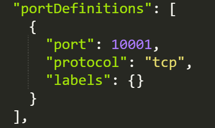 "portDefinitions": [
  {
    "port": 10001,
    "protocol": "tcp",
    "labels": {}
  }
],